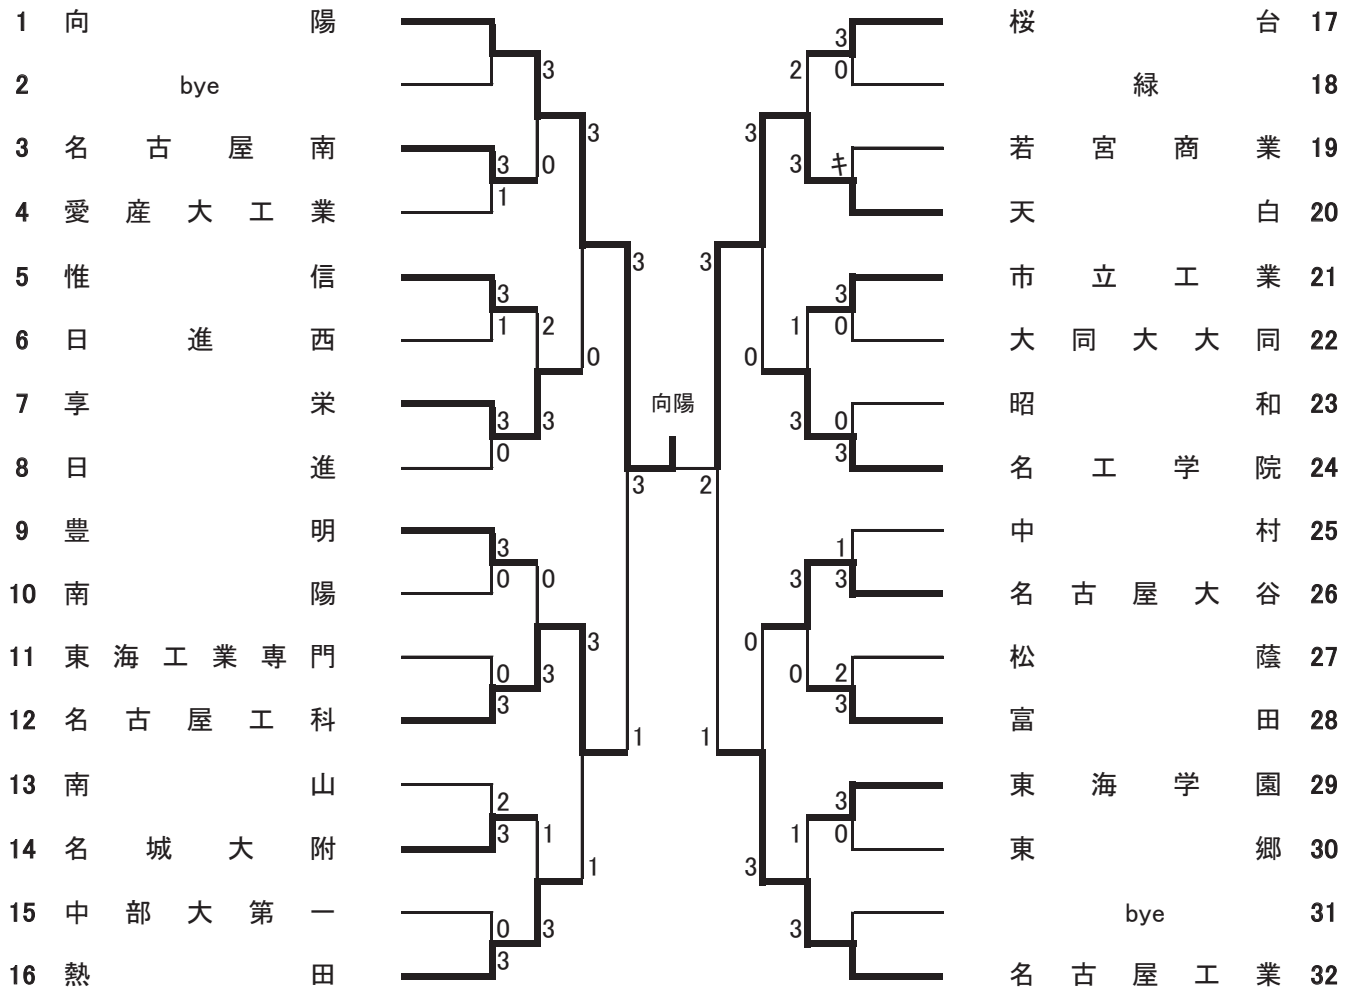 1 向陽
2 bye
3 名古屋南
4 愛産大工業
5 惟信
6 日進西
7 享栄
8 日進
9 豊明
10 南陽
11 東海工業専門
12 名古屋工科
13 南山
14 名城大附
15 中部大第一
16 熱田
3
0
3
1
3
1
2
3
0
3
3
0
3
0
0
0
3
3
2
3
1
0
3
3
3
1
3
1
向陽
3 2
3
0
2
キ
3
3
3
0
1
0
3
3
0
3
1
3
3
2
3
0
0
3
0
1
3
3
1
桜台 17
緑 18
若宮商業 19
天白 20
市立工業 21
大同大大同 22
昭和 23
名工学院 24
中村 25
名古屋大谷 26
松蔭 27
富田 28
東海学園 29
東郷 30
bye 31
名古屋工業 32